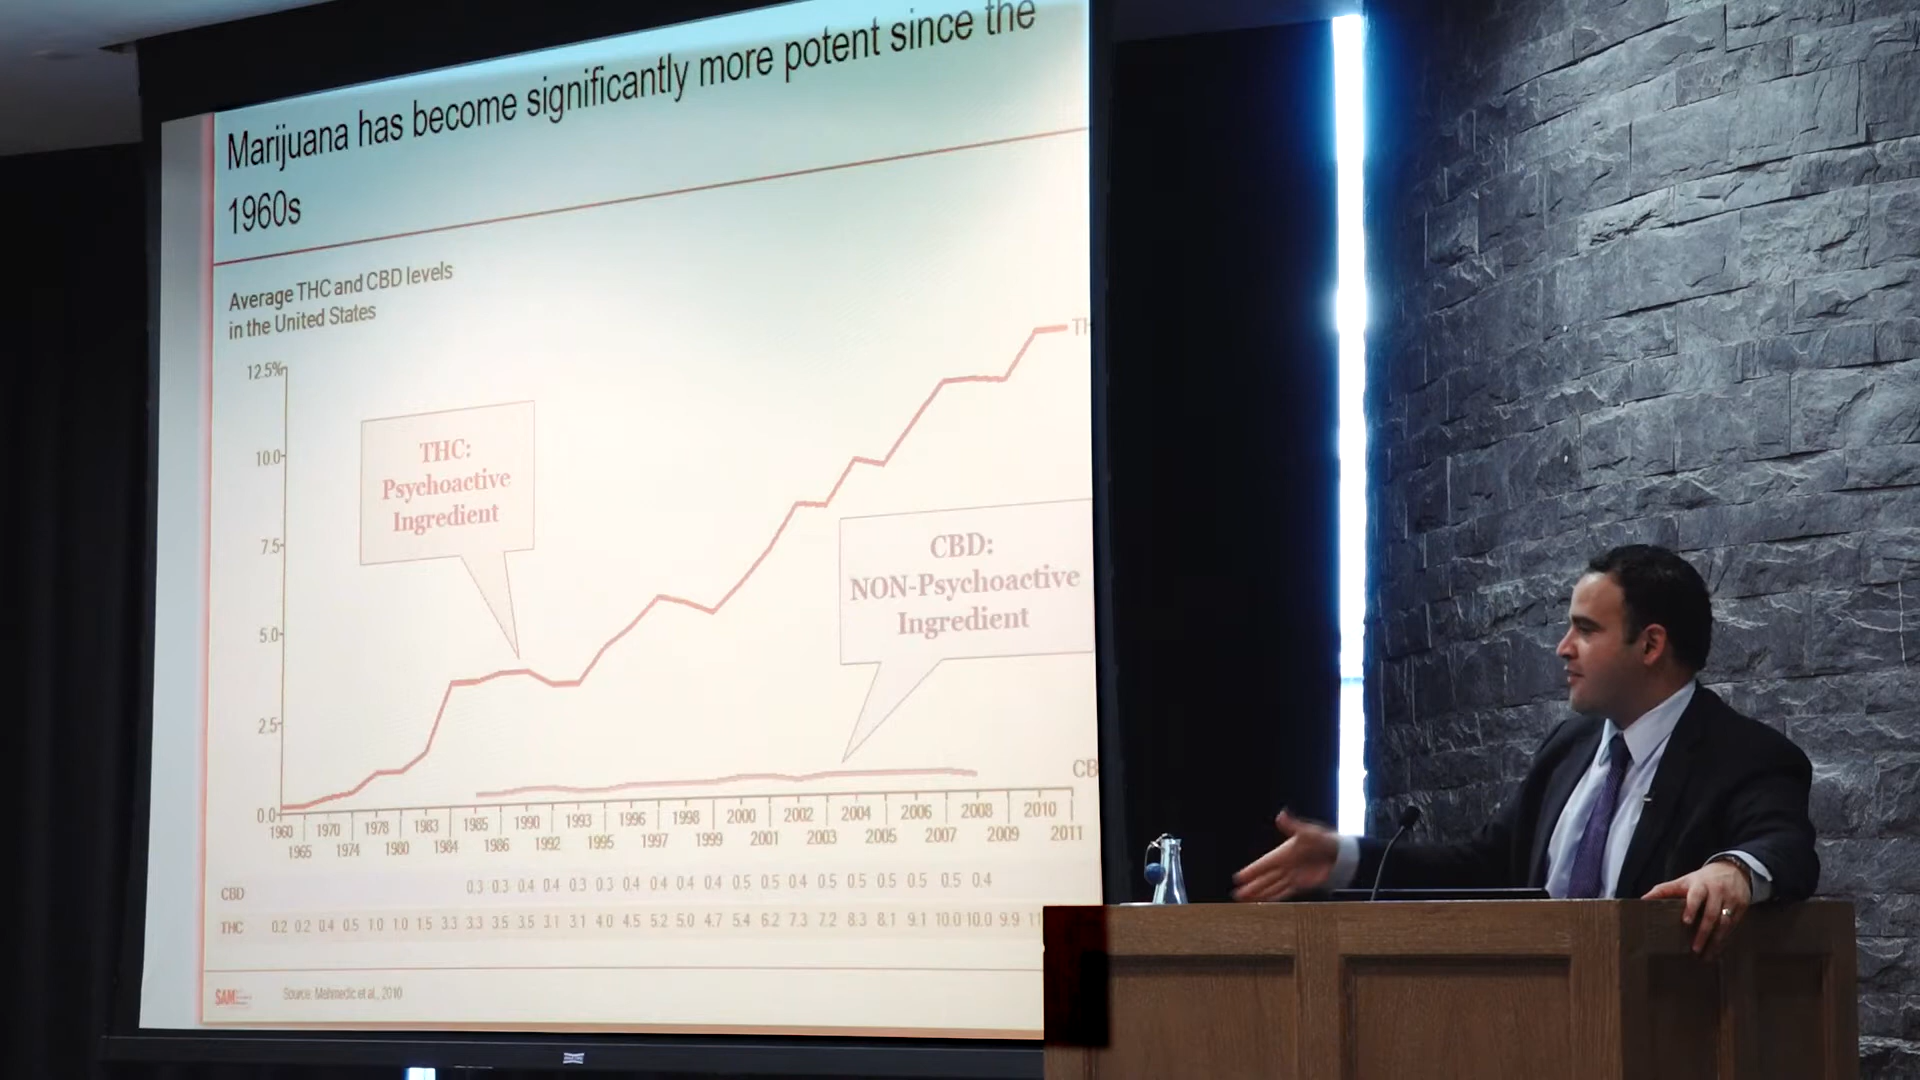 Marijuana has become significantly more potent since the
1960s
Average THC and CBD levels
in the United States
12.5%
10.0
7.5
5.0
2.5
0.0
THC:
Psychoactive
Ingredient
CBD:
NON-Psychoactive
Ingredient
TH
CB
1960 1970 1978 1983 1985 1990 1993 1996 1998 2000 2002 2004 2006 2008 2010
1965 1974 1980 1984 1986 1992 1995 1997 1999 2001 2003 2005 2007 2009 2011
CBD 0.3 0.3 0.4 0.4 0.3 0.3 0.4 0.4 0.4 0.4 0.5 0.5 0.4 0.5 0.5 0.5 0.5 0.5 0.4
THC 0.2 0.2 0.4 0.5 1.0 1.0 1.5 3.3 3.3 3.5 3.5 3.1 3.1 4.0 4.5 5.2 5.0 4.7 5.4 6.2 7.3 7.2 8.3 8.1 9.1 10.0 10.0 9.9 11
SAM
Source: Mehmedic et al., 2010